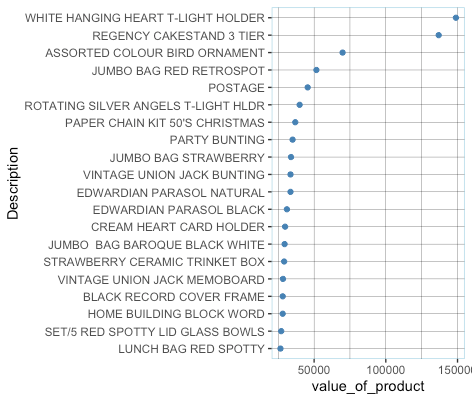 WHITE HANGING HEART T-LIGHT HOLDER
REGENCY CAKESTAND 3 TIER
ASSORTED COLOUR BIRD ORNAMENT
JUMBO BAG RED RETROSPOT
POSTAGE
ROTATING SILVER ANGELS T-LIGHT HLDR
PAPER CHAIN KIT 50'S CHRISTMAS
PARTY BUNTING
JUMBO BAG STRAWBERRY
VINTAGE UNION JACK BUNTING
EDWARDIAN PARASOL NATURAL
EDWARDIAN PARASOL BLACK
CREAM HEART CARD HOLDER
JUMBO  BAG BAROQUE BLACK WHITE
STRAWBERRY CERAMIC TRINKET BOX
VINTAGE UNION JACK MEMOBOARD
BLACK RECORD COVER FRAME
HOME BUILDING BLOCK WORD
SET/5 RED SPOTTY LID GLASS BOWLS
LUNCH BAG RED SPOTTY
Description
50000 100000 150000
value_of_product